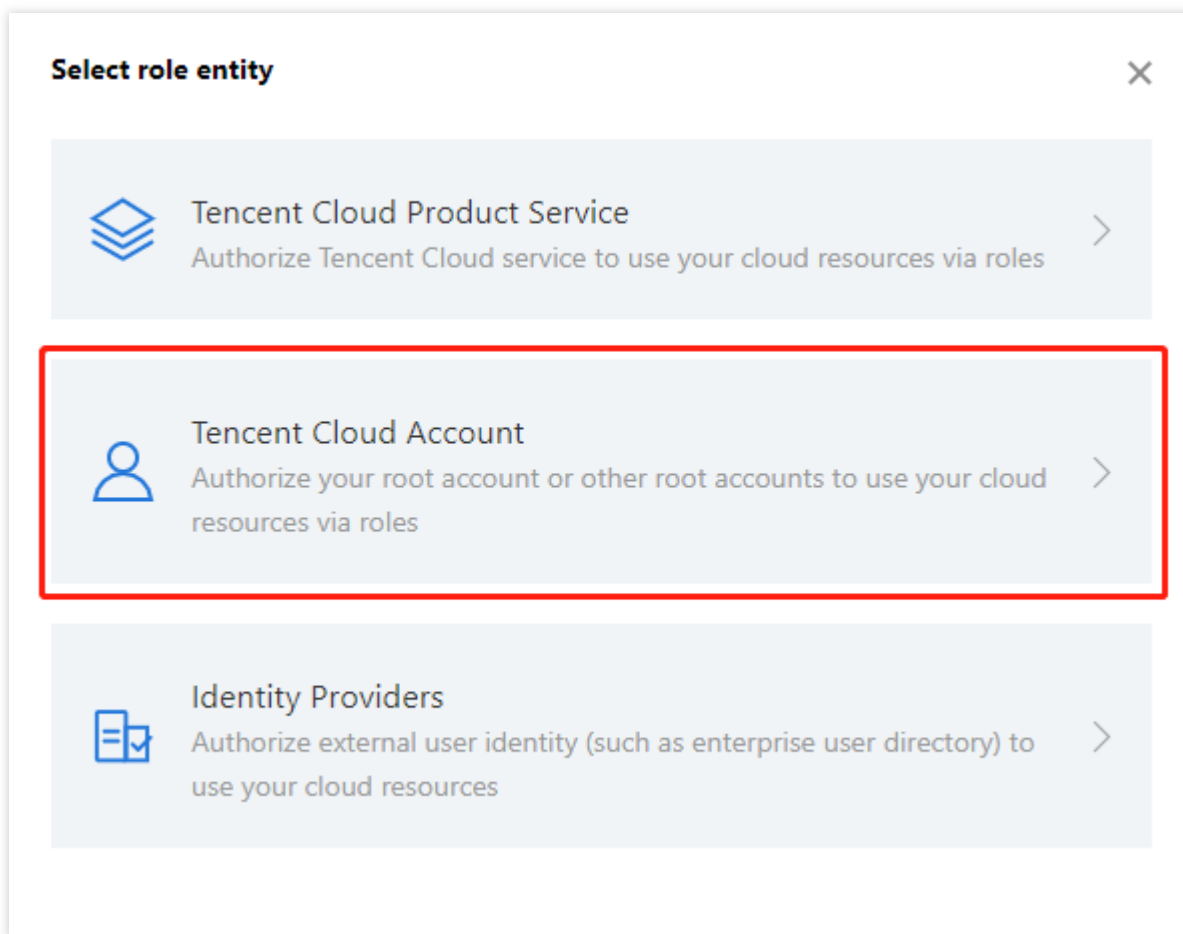 Select role entity
Tencent Cloud Product Service
Authorize Tencent Cloud service to use your cloud resources via roles
Tencent Cloud Account
Authorize your root account or other root accounts to use your cloud
resources via roles
Identity Providers
Authorize external user identity (such as enterprise user directory) to
use your cloud resources